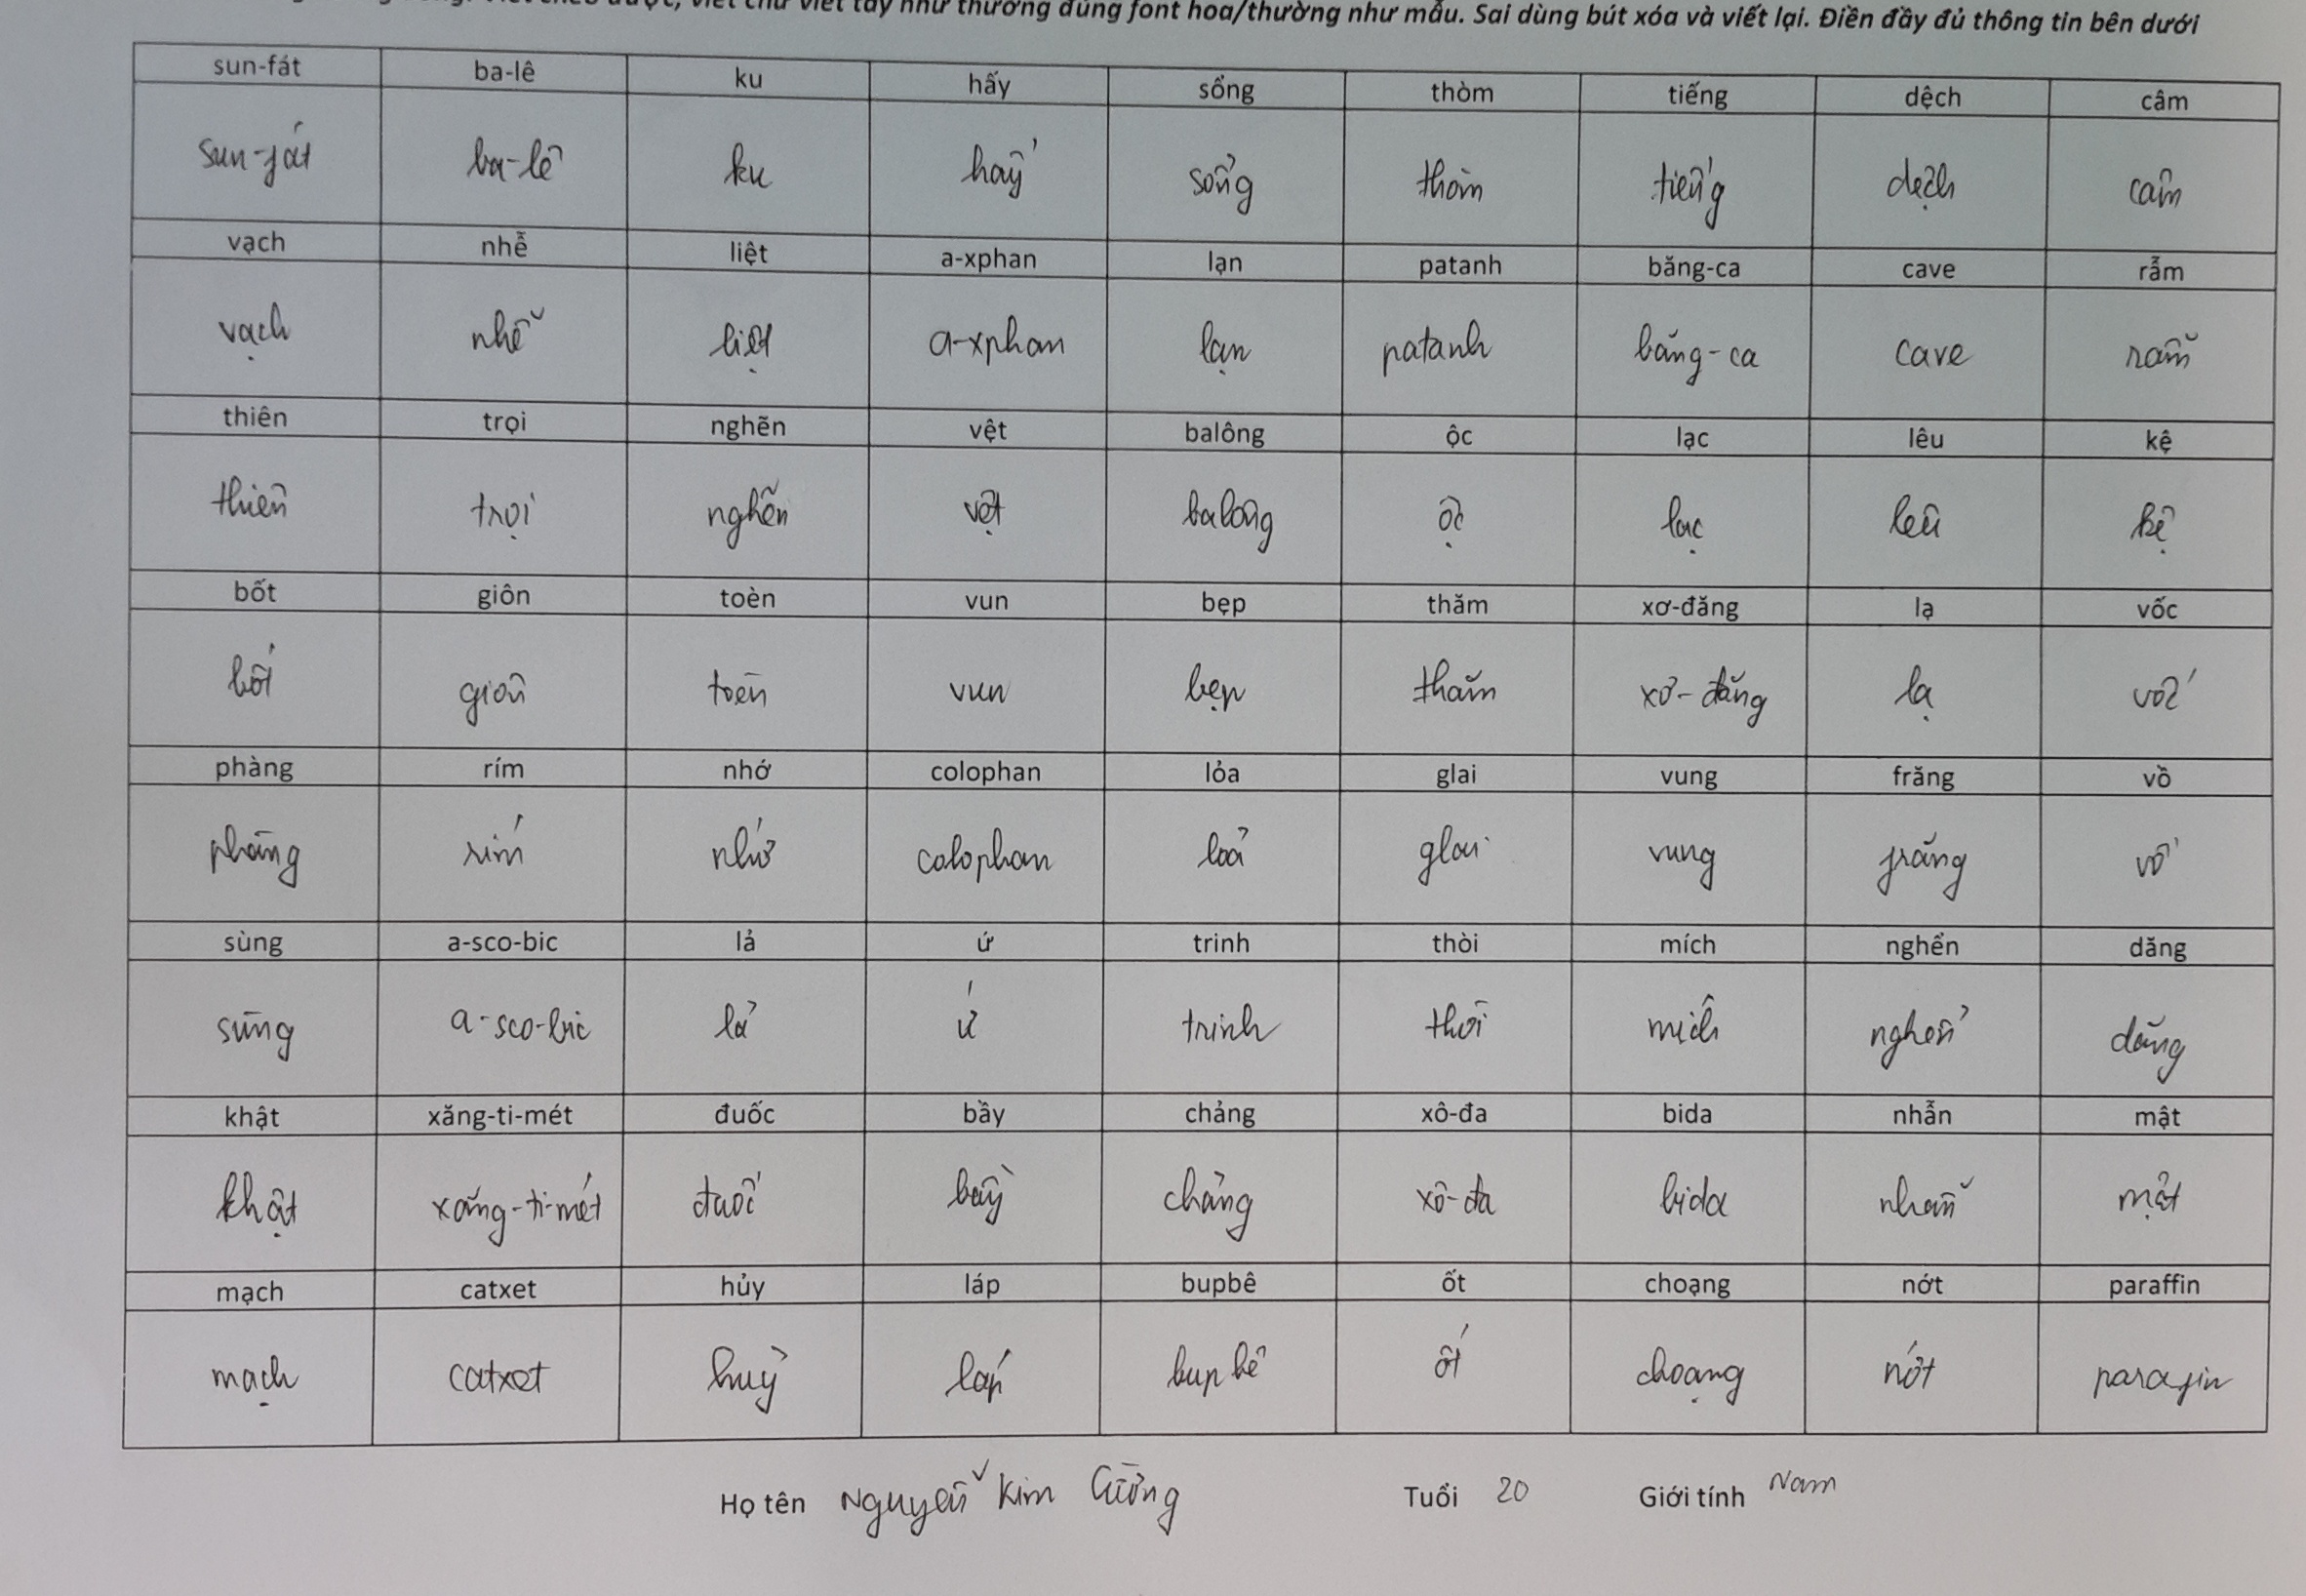 viết chữ viết tay như thường đúng font hoa/thường như mẫu. Sai dùng bút xóa và viết lại. Điền đầy đủ thông tin bên dưới
sun-fát ba-lê ku hấy sổng thòm tiếng dệch câm
sun-fát ba-lê ku hấy sổng thòm tiếng dệch câm
vạch nhễ liệt a-xphan lạn patanh băng-ca cave rẫm
vạch nhễ liệt a-xphan lạn patanh băng-ca cave rẫm
thiên trọi nghẽn vệt balông ộc lạc lêu kệ
thiên trọi nghẽn vệt balông ộc lạc lêu kệ
bốt giôn toèn vun bẹp thăm xơ-đăng lạ vốc
bốt giôn toèn vun bẹp thăm xơ-đăng lạ vốc
phàng rím nhớ colophan lỏa glai vung frăng vồ
phàng rím nhớ colophan loả glai vung frăng vồ
sùng a-sco-bic lả ứ trinh thòi mích nghển dăng
sùng a-sco-bic lả ứ trinh thòi mích nghển dăng
khật xăng-ti-mét đuốc bầy chảng xô-đa bida nhẫn mật
khật xăng-ti-mét đuốc bầy chảng xô-đa bida nhẫn mật
mạch catxet hủy láp bupbê ốt choạng nớt paraffin
mạch catxet huỷ láp bupbê ốt choạng nớt parafin
Họ tên Nguyễn Kim Cường Tuổi 20 Giới tính Nam